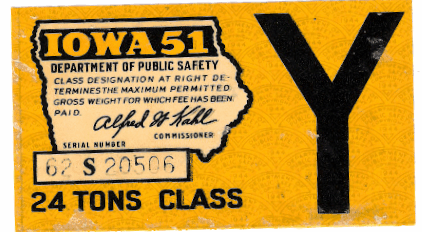 IOWA 51
DEPARTMENT OF PUBLIC SAFETY
CLASS DESIGNATION AT RIGHT DE-
TERMINES THE MAXIMUM PERMITTED
GROSS WEIGHT FOR WHICH FEE HAS BEEN
PAID.
Alfred W Kahl
COMMISSIONER
SERIAL NUMBER
62 S 20506
24 TONS CLASS
Y